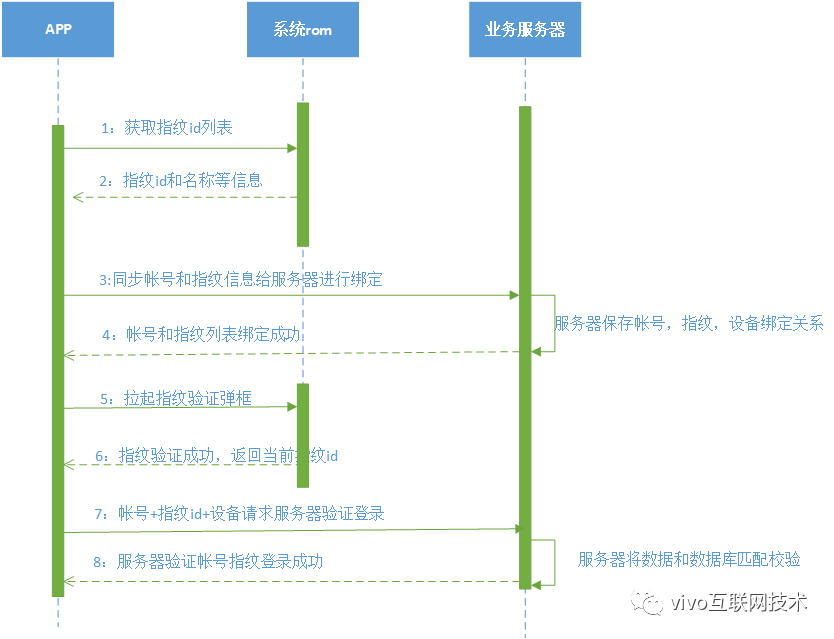 APP
系统rom
业务服务器
1：获取指纹id列表
2：指纹id和名称等信息
3:同步帐号和指纹信息给服务器进行绑定
服务器保存帐号，指纹，设备绑定关系
4：帐号和指纹列表绑定成功
5：拉起指纹验证弹框
6：指纹验证成功，返回当前指纹id
7：帐号+指纹id+设备请求服务器验证登录
8：服务器验证帐号指纹登录成功
服务器将数据和数据库匹配校验
vivo互联网技术